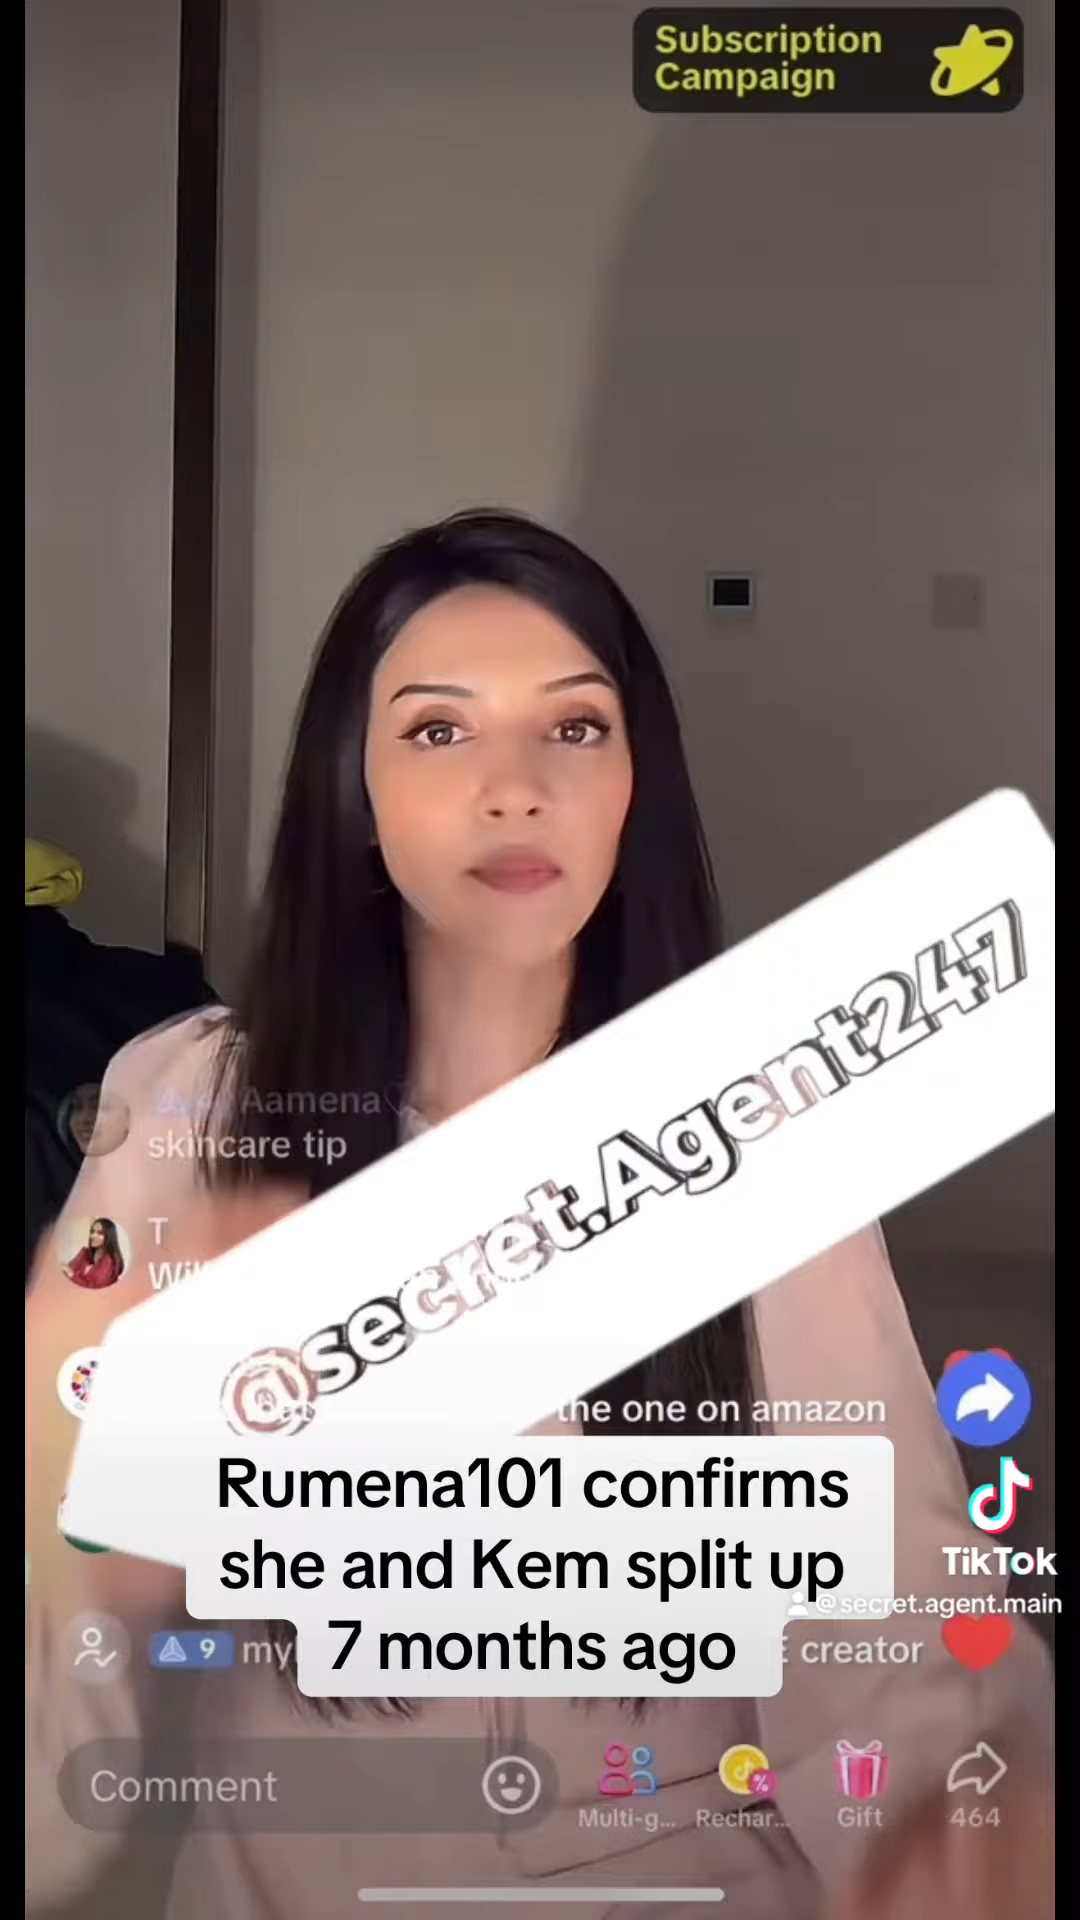 Subscription
Campaign
Aamena
skincare tip
T
@secret.Agent247
the one on amazon
Rumena101 confirms
she and Kem split up
7 months ago
TikTok
@secret.agent.main
9
creator
Comment
Multi-g...
Rechar...
Gift
464